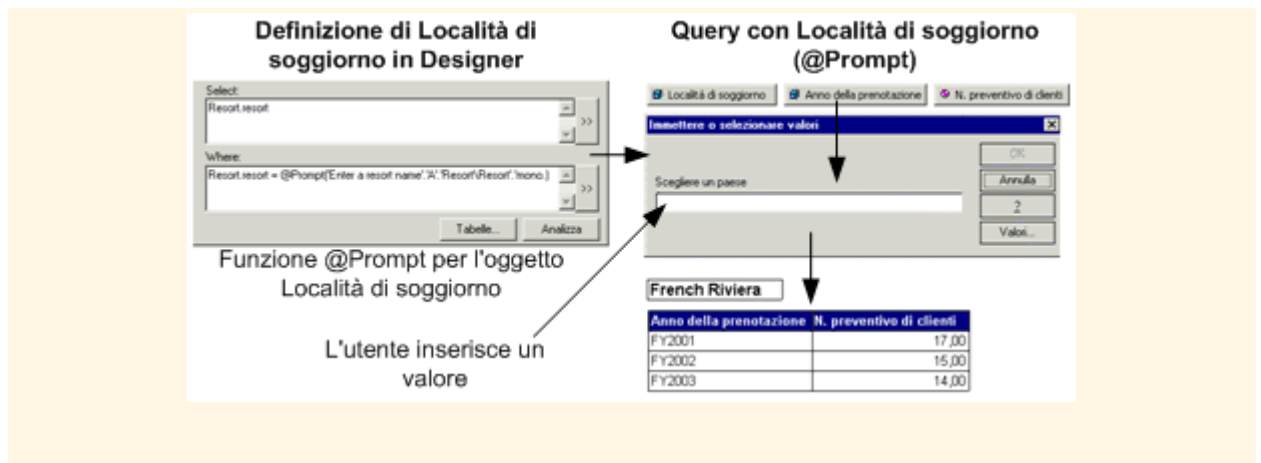 Definizione di Località di
soggiorno in Designer
Select:
Resort.resort
>>
Where:
Resort.resort = @Prompt('Enter a resort name'.'A'.'Resort\Resort'.'mono.)
>>
Tabelle...
Analizza
Funzione @Prompt per l'oggetto
Località di soggiorno
L'utente inserisce un
valore
Query con Località di soggiorno
(@Prompt)
Località di soggiorno
Anno della prenotazione
N. preventivo di clienti
Immettere o selezionare valori
OK
Scegliere un paese
Annulla
?
Valori...
French Riviera
Anno della prenotazione N. preventivo di clienti
FY2001 17,00
FY2002 15,00
FY2003 14,00